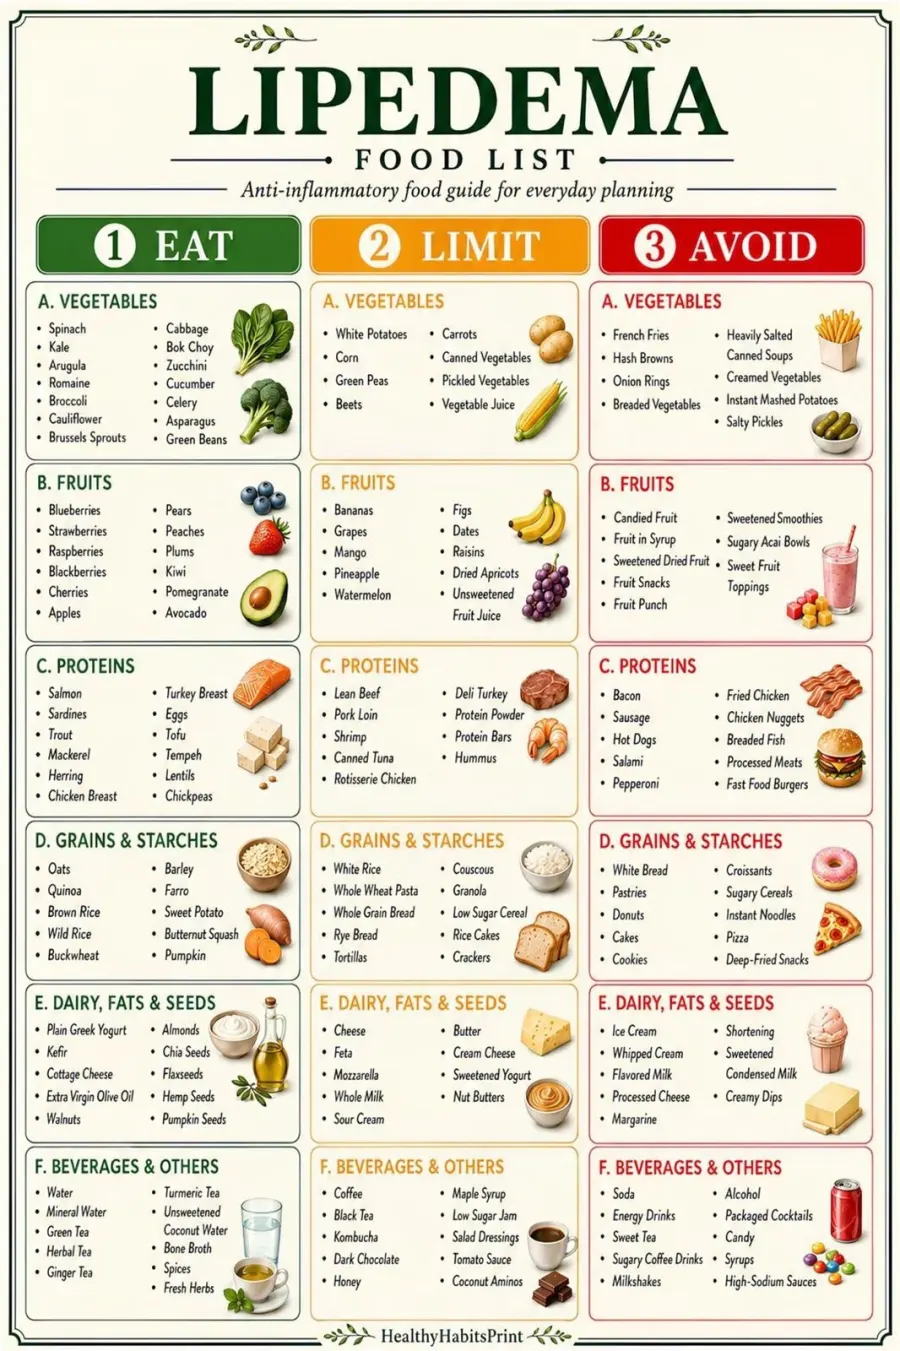 LIPEDEMA
FOOD LIST
Anti-inflammatory food guide for everyday planning
1 EAT
2 LIMIT
3 AVOID
A. VEGETABLES
• Spinach
• Kale
• Arugula
• Romaine
• Broccoli
• Cauliflower
• Brussels Sprouts
• Cabbage
• Bok Choy
• Zucchini
• Cucumber
• Celery
• Asparagus
• Green Beans
A. VEGETABLES
• White Potatoes
• Corn
• Green Peas
• Beets
• Carrots
• Canned Vegetables
• Pickled Vegetables
• Vegetable Juice
A. VEGETABLES
• French Fries
• Hash Browns
• Onion Rings
• Breaded Vegetables
• Heavily Salted
Canned Soups
• Creamed Vegetables
• Instant Mashed Potatoes
• Salty Pickles
B. FRUITS
• Blueberries
• Strawberries
• Raspberries
• Blackberries
• Cherries
• Apples
• Pears
• Peaches
• Plums
• Kiwi
• Pomegranate
• Avocado
B. FRUITS
• Bananas
• Grapes
• Mango
• Pineapple
• Watermelon
• Figs
• Dates
• Raisins
• Dried Apricots
• Unsweetened
Fruit Juice
B. FRUITS
• Candied Fruit
• Fruit in Syrup
• Sweetened Dried Fruit
• Fruit Snacks
• Fruit Punch
• Sweetened Smoothies
• Sugary Acai Bowls
• Sweet Fruit
Toppings
C. PROTEINS
• Salmon
• Sardines
• Trout
• Mackerel
• Herring
• Chicken Breast
• Turkey Breast
• Eggs
• Tofu
• Tempeh
• Lentils
• Chickpeas
C. PROTEINS
• Lean Beef
• Pork Loin
• Shrimp
• Canned Tuna
• Rotisserie Chicken
• Deli Turkey
• Protein Powder
• Protein Bars
• Hummus
C. PROTEINS
• Bacon
• Sausage
• Hot Dogs
• Salami
• Pepperoni
• Fried Chicken
• Chicken Nuggets
• Breaded Fish
• Processed Meats
• Fast Food Burgers
D. GRAINS & STARCHES
• Oats
• Quinoa
• Brown Rice
• Wild Rice
• Buckwheat
• Barley
• Farro
• Sweet Potato
• Butternut Squash
• Pumpkin
D. GRAINS & STARCHES
• White Rice
• Whole Wheat Pasta
• Whole Grain Bread
• Rye Bread
• Tortillas
• Couscous
• Granola
• Low Sugar Cereal
• Rice Cakes
• Crackers
D. GRAINS & STARCHES
• White Bread
• Pastries
• Donuts
• Cakes
• Cookies
• Croissants
• Sugary Cereals
• Instant Noodles
• Pizza
• Deep-Fried Snacks
E. DAIRY, FATS & SEEDS
• Plain Greek Yogurt
• Kefir
• Cottage Cheese
• Extra Virgin Olive Oil
• Walnuts
• Almonds
• Chia Seeds
• Flaxseeds
• Hemp Seeds
• Pumpkin Seeds
E. DAIRY, FATS & SEEDS
• Cheese
• Feta
• Mozzarella
• Whole Milk
• Sour Cream
• Butter
• Cream Cheese
• Sweetened Yogurt
• Nut Butters
E. DAIRY, FATS & SEEDS
• Ice Cream
• Whipped Cream
• Flavored Milk
• Processed Cheese
• Margarine
• Shortening
• Sweetened
Condensed Milk
• Creamy Dips
F. BEVERAGES & OTHERS
• Water
• Mineral Water
• Green Tea
• Herbal Tea
• Ginger Tea
• Turmeric Tea
• Unsweetened
Coconut Water
• Bone Broth
• Spices
• Fresh Herbs
F. BEVERAGES & OTHERS
• Coffee
• Black Tea
• Kombucha
• Dark Chocolate
• Honey
• Maple Syrup
• Low Sugar Jam
• Salad Dressings
• Tomato Sauce
• Coconut Aminos
F. BEVERAGES & OTHERS
• Soda
• Energy Drinks
• Sweet Tea
• Sugary Coffee Drinks
• Milkshakes
• Alcohol
• Packaged Cocktails
• Candy
• Syrups
• High-Sodium Sauces
HealthyHabitsPrint